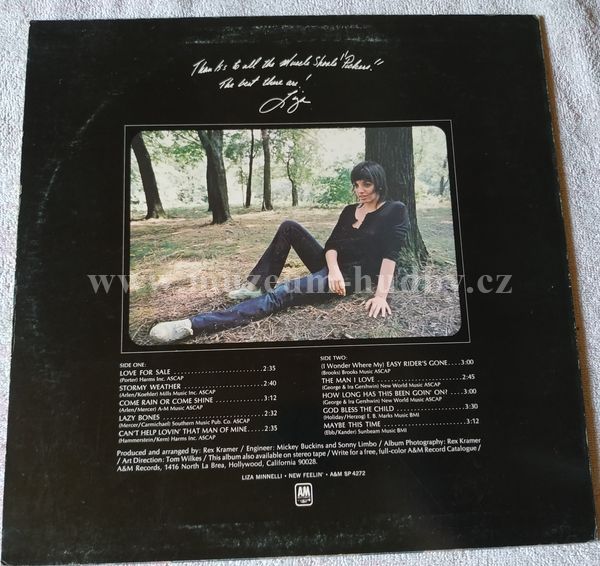 Thanks to all the Muscle Shoals "Pickers."
The best there are!
Liza
www.muzeum-hudby.cz
SIDE ONE:
LOVE FOR SALE 2:35
(Porter) Harms Inc. ASCAP
STORMY WEATHER 2:40
(Arlen/Koehler) Mills Music Inc. ASCAP
COME RAIN OR COME SHINE 3:12
(Arlen/Mercer) A-M Music ASCAP
LAZY BONES 2:32
(Mercer/Carmichael) Southern Music Pub. Co. ASCAP
CAN'T HELP LOVIN' THAT MAN OF MINE 2:35
(Hammerstein/Kern) Harms Inc. ASCAP
SIDE TWO:
(I Wonder Where My) EASY RIDER'S GONE 3:00
(Brooks) Brooks Music ASCAP
THE MAN I LOVE 2:45
(George & Ira Gershwin) New World Music ASCAP
HOW LONG HAS THIS BEEN GOIN' ON? 3:00
(George & Ira Gershwin) New World Music ASCAP
GOD BLESS THE CHILD 3:30
(Holiday/Herzog) E. B. Marks Music BMI
MAYBE THIS TIME 3:12
(Ebb/Kander) Sunbeam Music BMI
Produced and arranged by: Rex Kramer / Engineer: Mickey Buckins and Sonny Limbo / Album Photography: Rex Kramer
/ Art Direction: Tom Wilkes / This album also available on stereo tape / Write for a free, full-color A&M Record Catalogue /
A&M Records, 1416 North La Brea, Hollywood, California 90028.
LIZA MINNELLI • NEW FEELIN' • A&M SP 4272
A&M